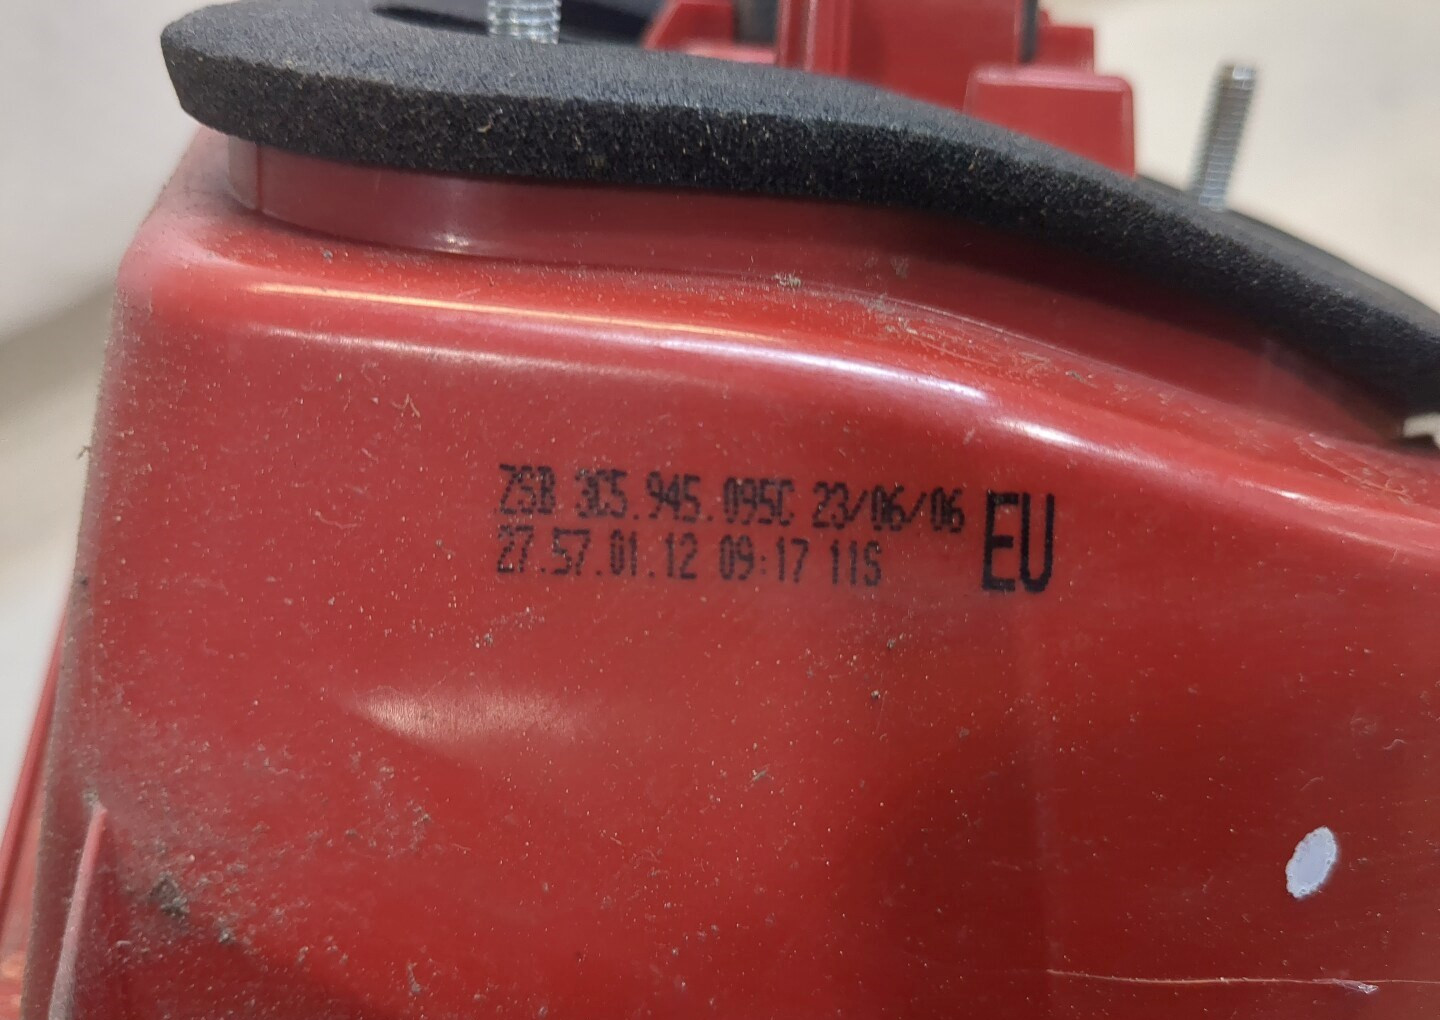 ZSB 3C5.945.095C 23/06/06 EU
27.57.01.12 09:17 11S